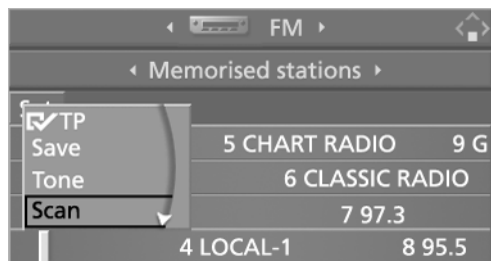 FM
Memorised stations
TP
Save
Tone
Scan
5 CHART RADIO 9 G
6 CLASSIC RADIO
7 97.3
4 LOCAL-1 8 95.5